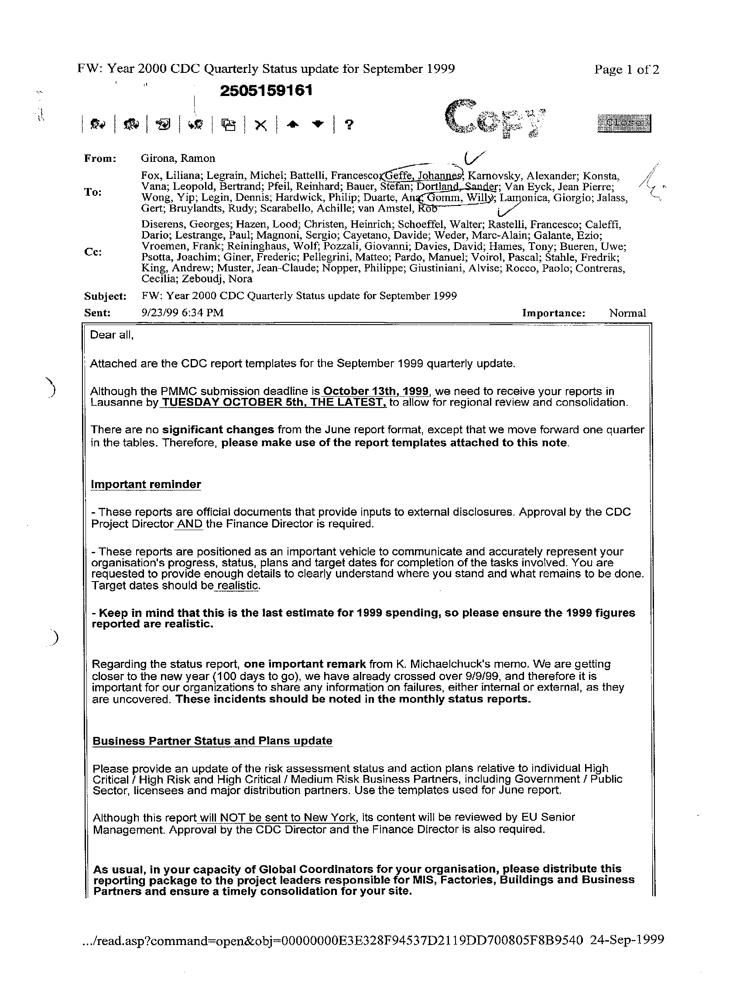 FW: Year 2000 CDC Quarterly Status update for September 1999 Page 1 of 2
2505159161
Copy
Close
?
From: Girona, Ramon
To: Fox, Liliana; Legrain, Michel; Battelli, Francesco; Geffe, Johannes; Karnovsky, Alexander; Konsta,
Vana; Leopold, Bertrand; Pfeil, Reinhard; Bauer, Stefan; Dortland, Sander; Van Eyck, Jean Pierre;
Wong, Yip; Legin, Dennis; Hardwick, Philip; Duarte, Ana; Gomm, Willy; Lamonica, Giorgio; Jalass,
Gert; Bruylandts, Rudy; Scarabello, Achille; van Amstel, Rob
Cc: Diserens, Georges; Hazen, Lood; Christen, Heinrich; Schoeffel, Walter; Rastelli, Francesco; Caleffi,
Dario; Lestrange, Paul; Magnoni, Sergio; Cayetano, Davide; Weder, Marc-Alain; Galante, Ezio;
Vroemen, Frank; Reininghaus, Wolf; Pozzali, Giovanni; Davies, David; Hames, Tony; Bueren, Uwe;
Psotta, Joachim; Giner, Frederic; Pellegrini, Matteo; Pardo, Manuel; Voirol, Pascal; Stahle, Fredrik;
King, Andrew; Muster, Jean-Claude; Nopper, Philippe; Giustiniani, Alvise; Rocco, Paolo; Contreras,
Cecilia; Zeboudj, Nora
Subject: FW: Year 2000 CDC Quarterly Status update for September 1999
Sent: 9/23/99 6:34 PM Importance: Normal
Dear all,
Attached are the CDC report templates for the September 1999 quarterly update.
Although the PMMC submission deadline is October 13th, 1999, we need to receive your reports in
Lausanne by TUESDAY OCTOBER 5th, THE LATEST, to allow for regional review and consolidation.
There are no significant changes from the June report format, except that we move forward one quarter
in the tables. Therefore, please make use of the report templates attached to this note.
Important reminder
- These reports are official documents that provide inputs to external disclosures. Approval by the CDC
Project Director AND the Finance Director is required.
- These reports are positioned as an important vehicle to communicate and accurately represent your
organisation's progress, status, plans and target dates for completion of the tasks involved. You are
requested to provide enough details to clearly understand where you stand and what remains to be done.
Target dates should be realistic.
- Keep in mind that this is the last estimate for 1999 spending, so please ensure the 1999 figures
reported are realistic.
Regarding the status report, one important remark from K. Michaelchuck's memo. We are getting
closer to the new year (100 days to go), we have already crossed over 9/9/99, and therefore it is
important for our organizations to share any information on failures, either internal or external, as they
are uncovered. These incidents should be noted in the monthly status reports.
Business Partner Status and Plans update
Please provide an update of the risk assessment status and action plans relative to individual High
Critical / High Risk and High Critical / Medium Risk Business Partners, including Government / Public
Sector, licensees and major distribution partners. Use the templates used for June report.
Although this report will NOT be sent to New York, its content will be reviewed by EU Senior
Management. Approval by the CDC Director and the Finance Director is also required.
As usual, in your capacity of Global Coordinators for your organisation, please distribute this
reporting package to the project leaders responsible for MIS, Factories, Buildings and Business
Partners and ensure a timely consolidation for your site.
.../read.asp?command=open&obj=00000000E3E328F94537D2119DD700805F8B9540 24-Sep-1999